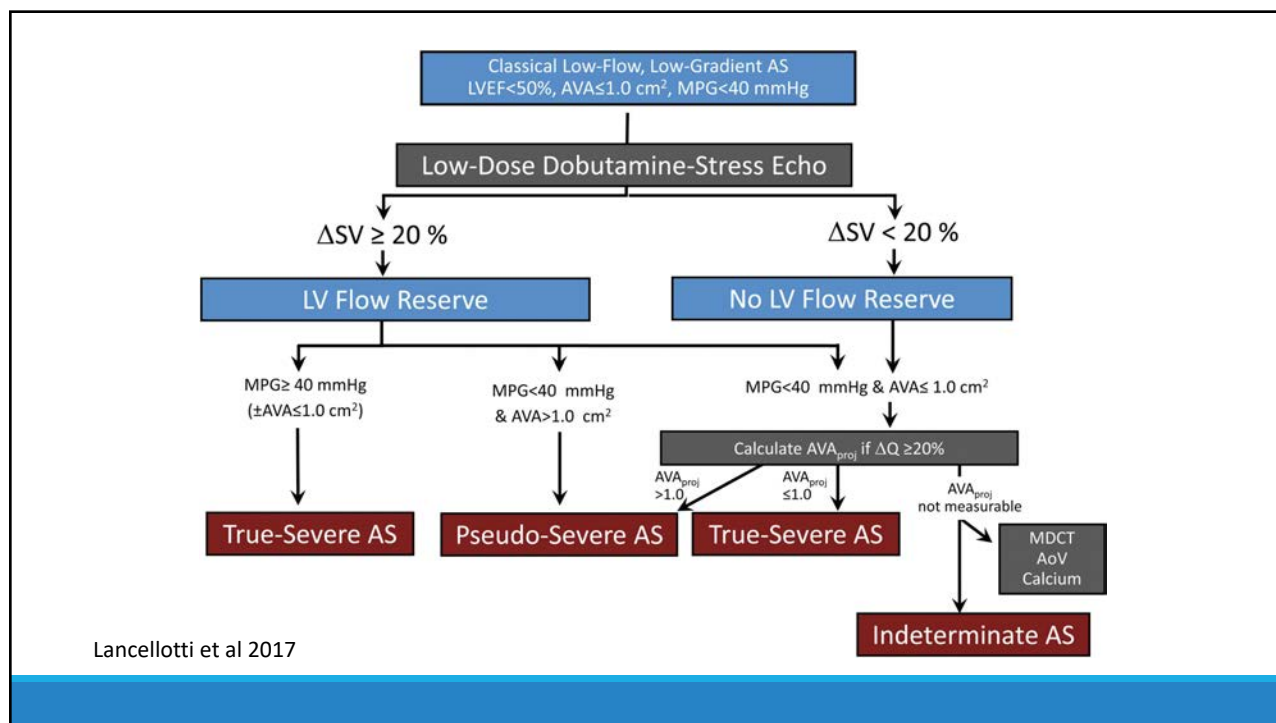 Classical Low-Flow, Low-Gradient AS
LVEF<50%, AVA≤1.0 cm², MPG<40 mmHg
Low-Dose Dobutamine-Stress Echo
ΔSV ≥ 20 %
ΔSV < 20 %
LV Flow Reserve
No LV Flow Reserve
MPG≥ 40 mmHg
(±AVA≤1.0 cm²)
MPG<40 mmHg
& AVA>1.0 cm²
MPG<40 mmHg & AVA≤ 1.0 cm²
Calculate AVAproj if ΔQ ≥20%
AVAproj
>1.0
AVAproj
≤1.0
AVAproj
not measurable
True-Severe AS
Pseudo-Severe AS
True-Severe AS
MDCT
AoV
Calcium
Indeterminate AS
Lancellotti et al 2017